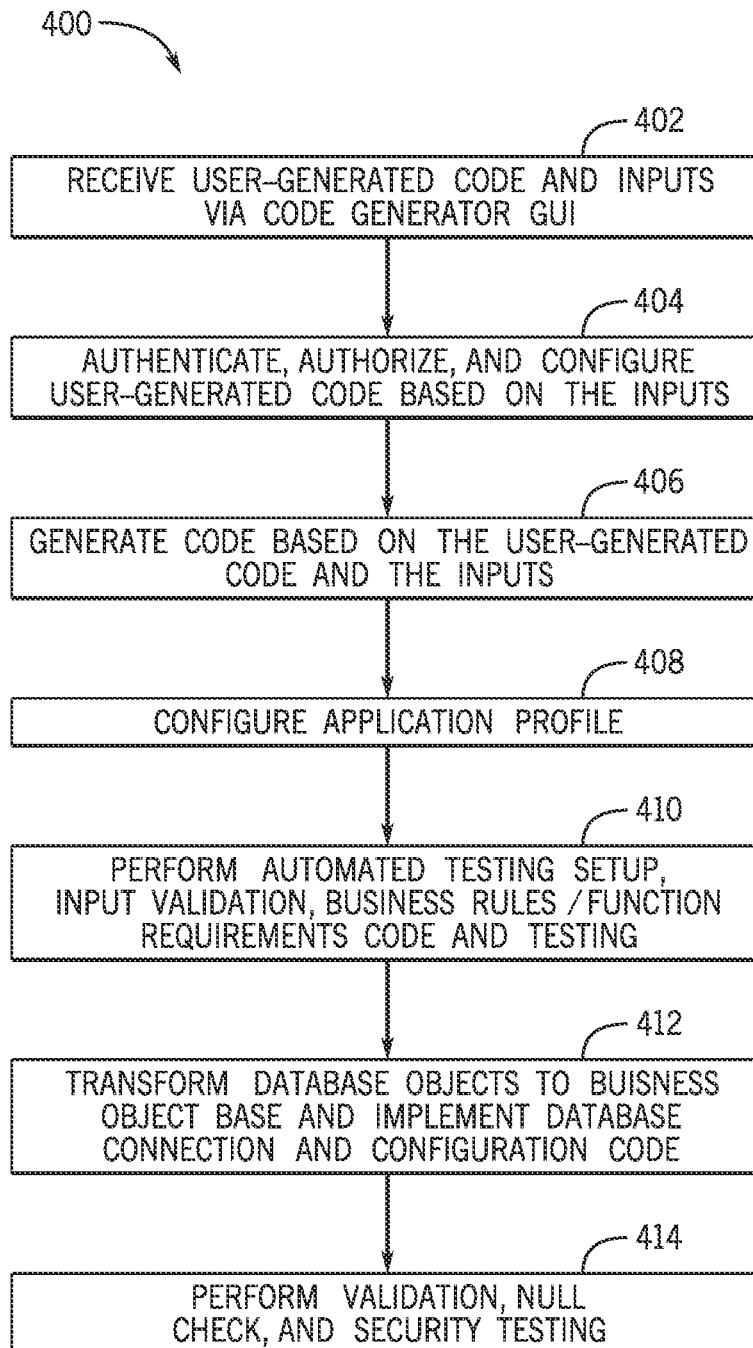 400
402
RECEIVE USER-GENERATED CODE AND INPUTS
VIA CODE GENERATOR GUI
404
AUTHENTICATE, AUTHORIZE, AND CONFIGURE
USER-GENERATED CODE BASED ON THE INPUTS
406
GENERATE CODE BASED ON THE USER-GENERATED
CODE AND THE INPUTS
408
CONFIGURE APPLICATION PROFILE
410
PERFORM AUTOMATED TESTING SETUP,
INPUT VALIDATION, BUSINESS RULES / FUNCTION
REQUIREMENTS CODE AND TESTING
412
TRANSFORM DATABASE OBJECTS TO BUISNESS
OBJECT BASE AND IMPLEMENT DATABASE
CONNECTION AND CONFIGURATION CODE
414
PERFORM VALIDATION, NULL
CHECK, AND SECURITY TESTING